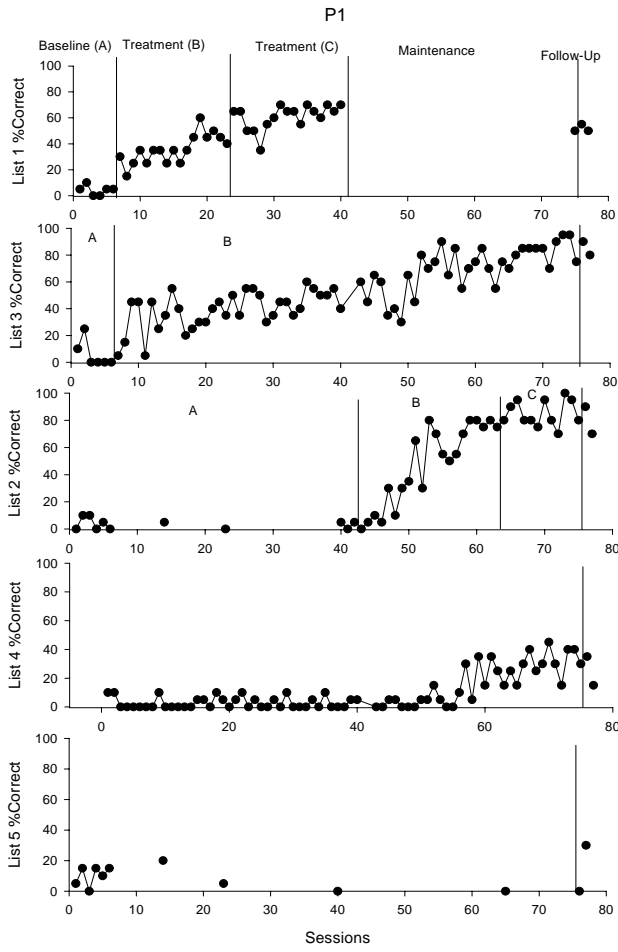 P1
Baseline (A) Treatment (B) Treatment (C) Maintenance Follow-Up
List 1 %Correct
100
80
60
40
20
0
0 10 20 30 40 50 60 70 80
A B
List 3 %Correct
100
80
60
40
20
0
0 10 20 30 40 50 60 70 80
A B C
List 2 %Correct
100
80
60
40
20
0
0 10 20 30 40 50 60 70 80
List 4 %Correct
100
80
60
40
20
0
0 20 40 60 80
List 5 %Correct
100
80
60
40
20
0
0 10 20 30 40 50 60 70 80
Sessions